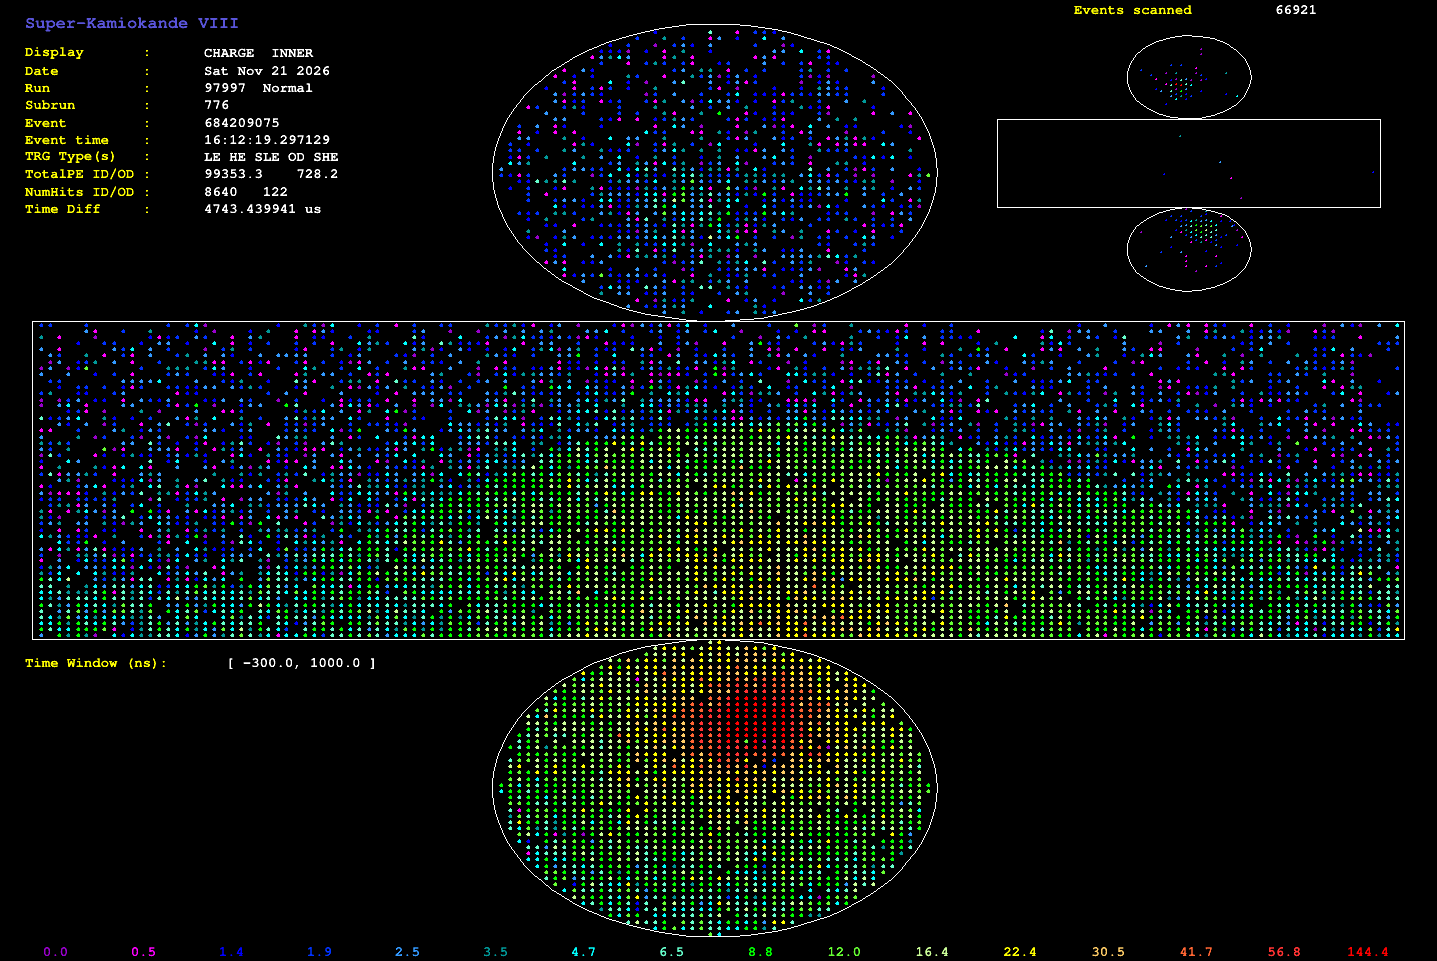 Super-Kamiokande VIII
Events scanned 66921
Display : CHARGE INNER
Date : Sat Nov 21 2026
Run : 97997 Normal
Subrun : 776
Event : 684209075
Event time : 16:12:19.297129
TRG Type(s) : LE HE SLE OD SHE
TotalPE ID/OD : 99353.3 728.2
NumHits ID/OD : 8640 122
Time Diff : 4743.439941 us
Time Window (ns): [ -300.0, 1000.0 ]
0.0 0.5 1.4 1.9 2.5 3.5 4.7 6.5 8.8 12.0 16.4 22.4 30.5 41.7 56.8 144.4